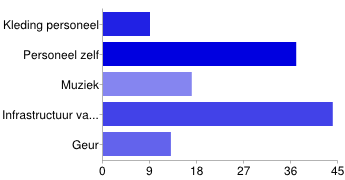 Kleding personeel
Personeel zelf
Muziek
Infrastructuur va...
Geur
0 9 18 27 36 45